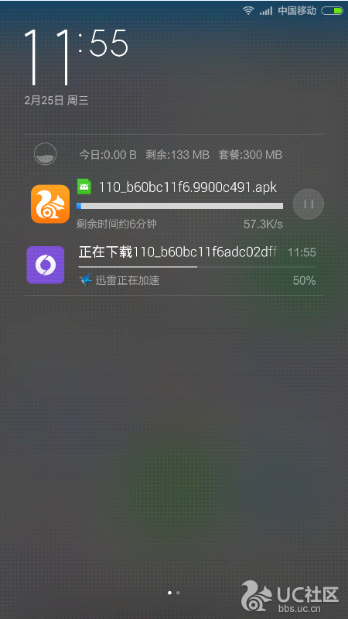 中国移动
11:55
2月25日 周三
今日:0.00 B 剩余:133 MB 套餐:300 MB
110_b60bc11f6.9900c491.apk
剩余时间约6分钟 57.3K/s
正在下载110_b60bc11f6adc02dff 11:55
迅雷正在加速 50%
UC社区
bbs.uc.cn